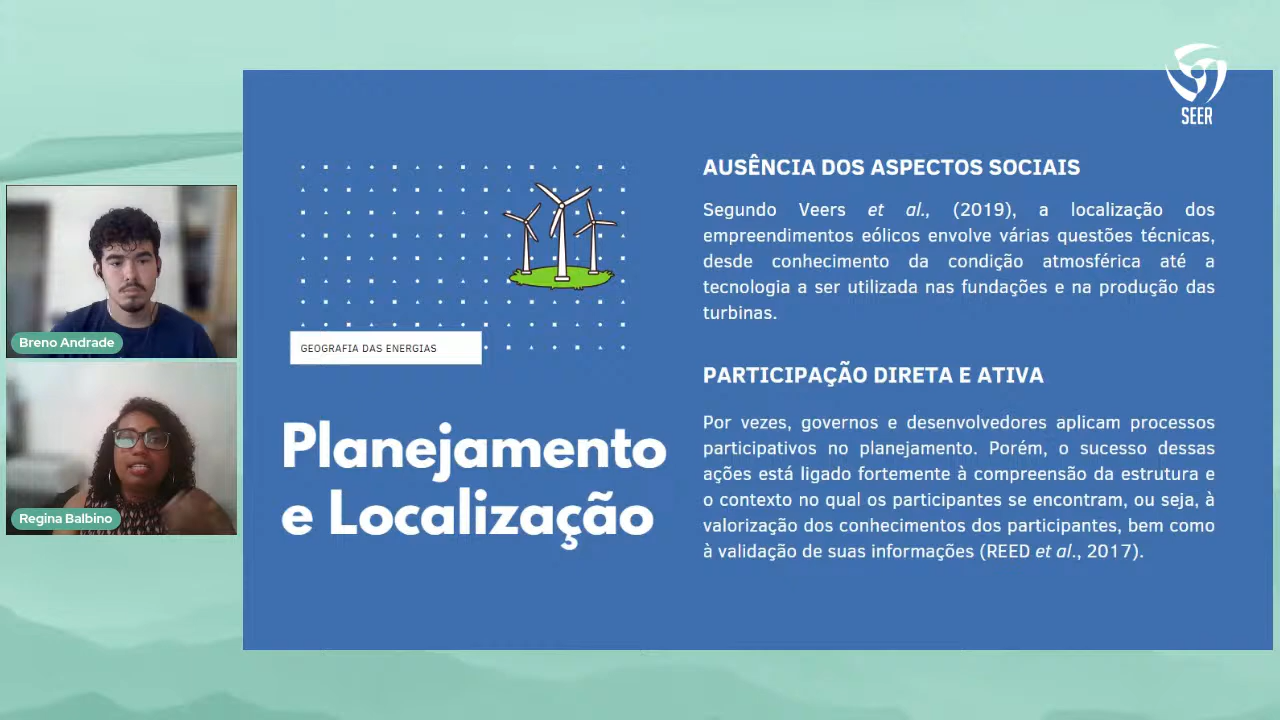 SEER
Breno Andrade
Regina Balbino
GEOGRAFIA DAS ENERGIAS
Planejamento
e Localização
AUSÊNCIA DOS ASPECTOS SOCIAIS
Segundo Veers et al., (2019), a localização dos
empreendimentos eólicos envolve várias questões técnicas,
desde conhecimento da condição atmosférica até a
tecnologia a ser utilizada nas fundações e na produção das
turbinas.
PARTICIPAÇÃO DIRETA E ATIVA
Por vezes, governos e desenvolvedores aplicam processos
participativos no planejamento. Porém, o sucesso dessas
ações está ligado fortemente à compreensão da estrutura e
o contexto no qual os participantes se encontram, ou seja, à
valorização dos conhecimentos dos participantes, bem como
à validação de suas informações (REED et al., 2017).